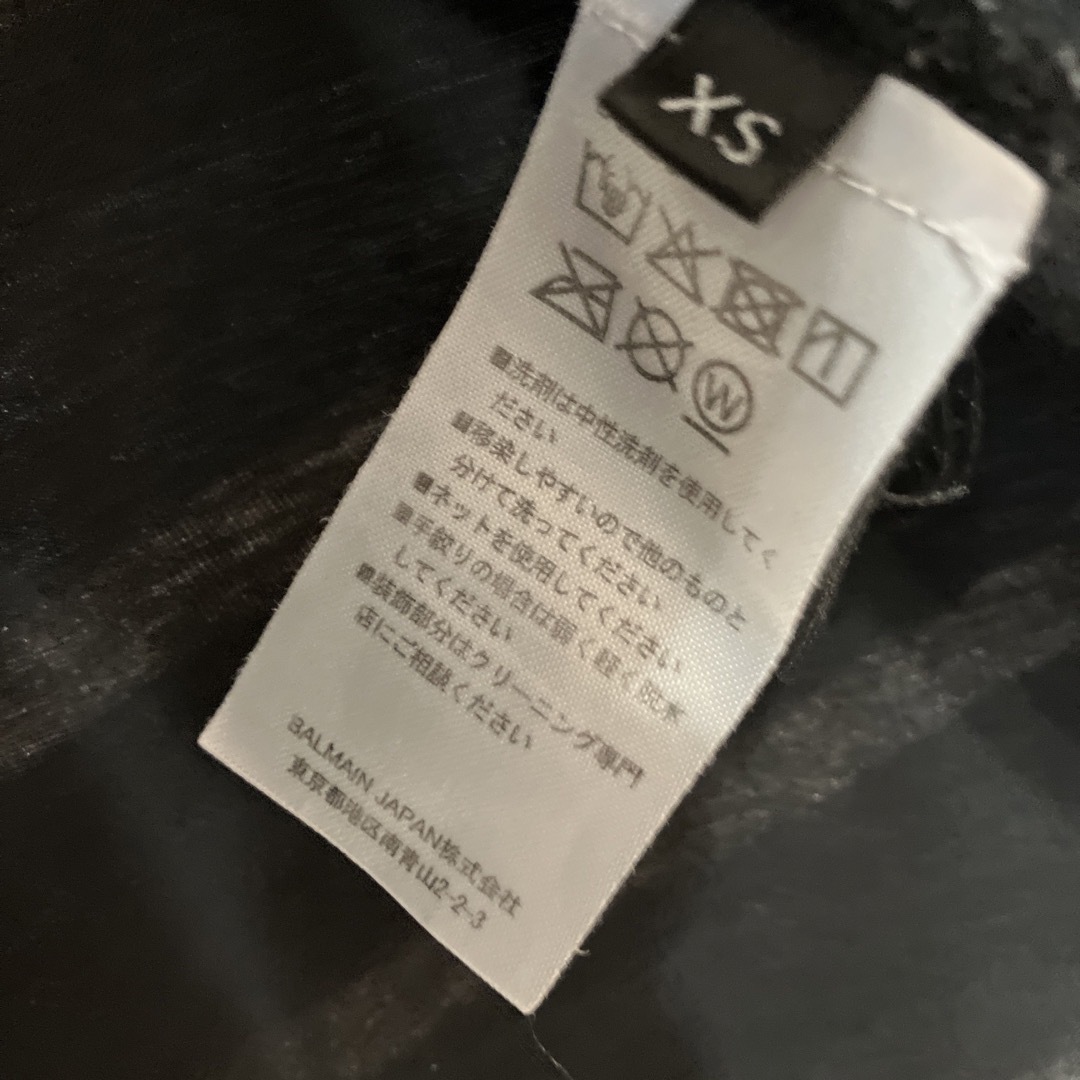 XS
W
■洗剤は中性洗剤を使用してく
ださい
■移染しやすいので他のものと
分けて洗ってください
■ネットを使用してください
■手絞りの場合は弱く軽く脱水
してください
■装飾部分はクリーニング専門
店にご相談ください
BALMAIN JAPAN株式会社
東京都港区南青山2-2-3